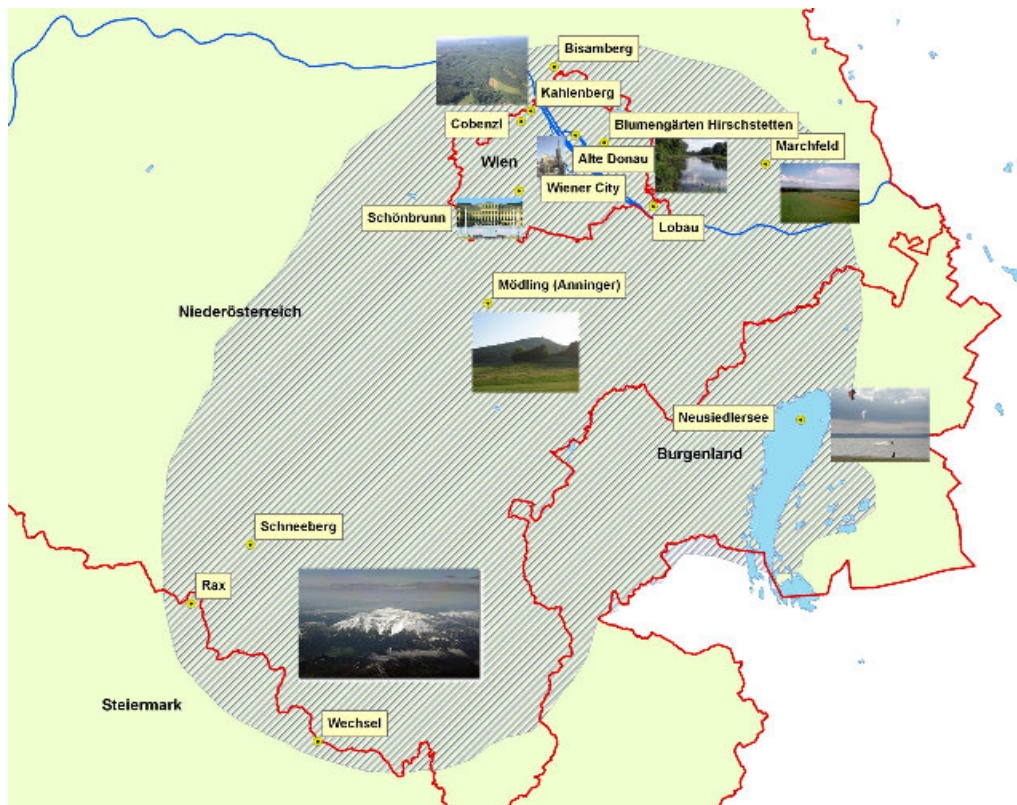 Bisamberg
Kahlenberg
Cobenzl
Blumengärten Hirschstetten
Wien
Alte Donau
Marchfeld
Wiener City
Schönbrunn
Lobau
Mödling (Anninger)
Niederösterreich
Neusiedlersee
Burgenland
Schneeberg
Rax
Steiermark
Wechsel